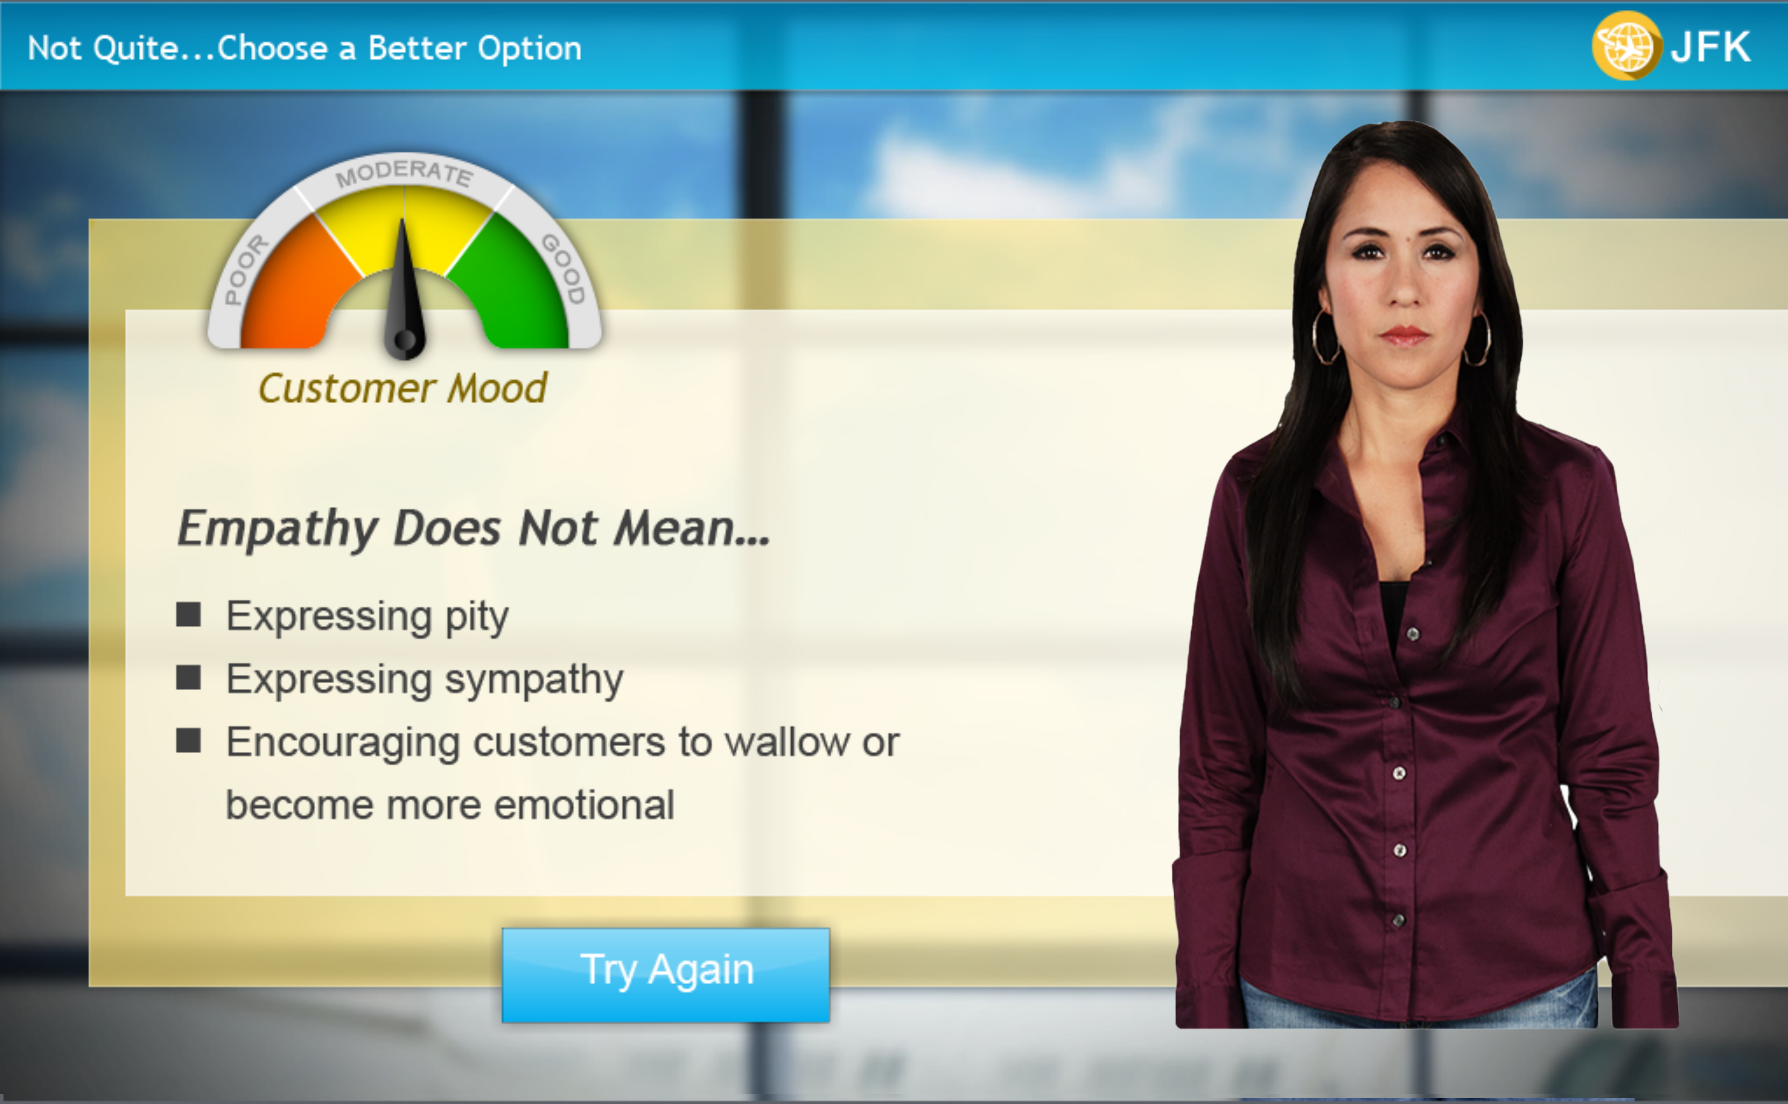 Not Quite...Choose a Better Option
JFK
POOR
MODERATE
GOOD
Customer Mood
Empathy Does Not Mean...
Expressing pity
Expressing sympathy
Encouraging customers to wallow or
become more emotional
Try Again